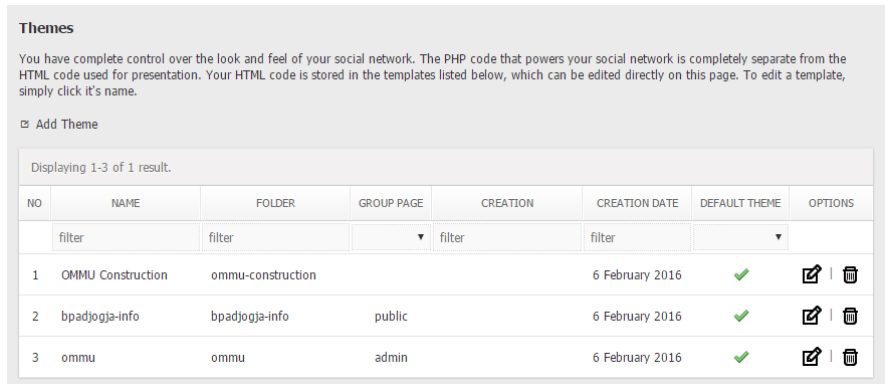 Themes
You have complete control over the look and feel of your social network. The PHP code that powers your social network is completely separate from the
HTML code used for presentation. Your HTML code is stored in the templates listed below, which can be edited directly on this page. To edit a template,
simply click it's name.
Add Theme
Displaying 1-3 of 1 result.
NO NAME FOLDER GROUP PAGE CREATION CREATION DATE DEFAULT THEME OPTIONS
filter filter filter filter
1 OMMU Construction ommu-construction 6 February 2016 |
2 bpadjogja-info bpadjogja-info public 6 February 2016 |
3 ommu ommu admin 6 February 2016 |